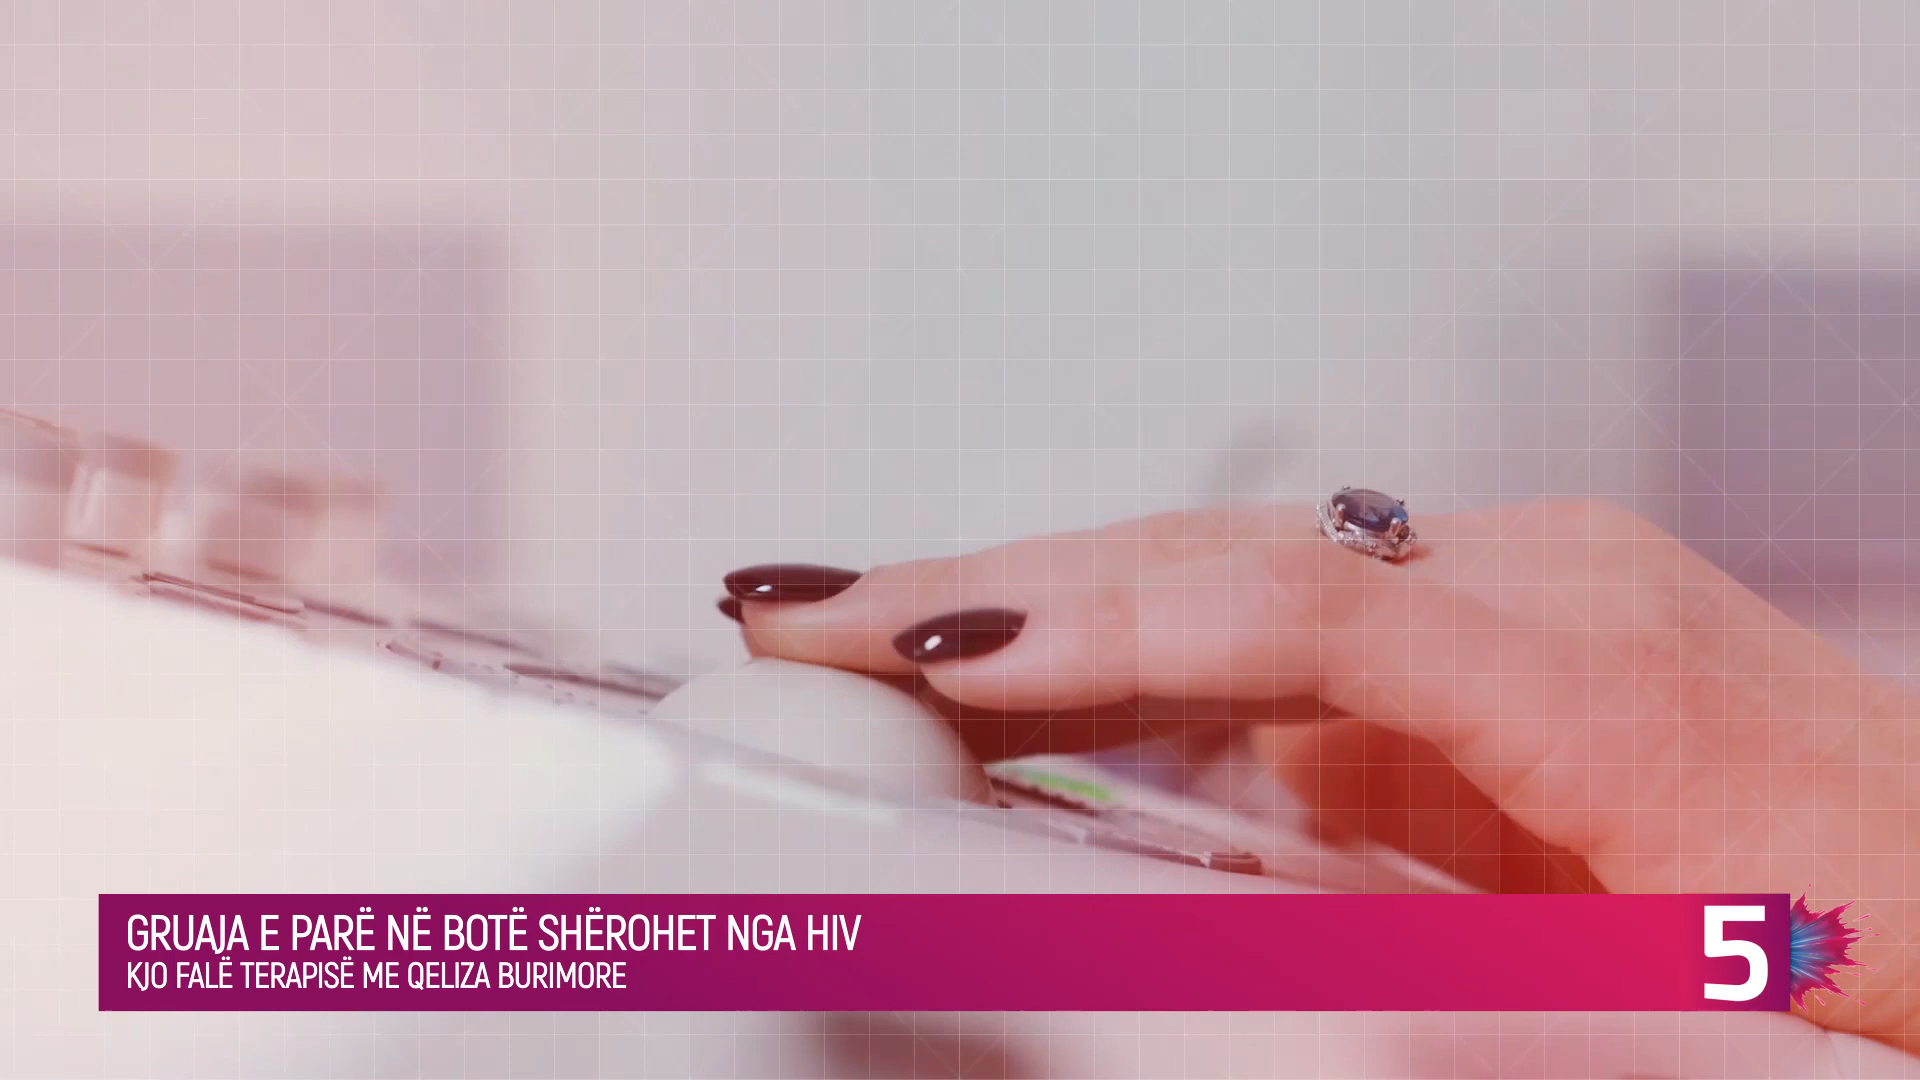 GRUAJA E PARË NË BOTË SHËROHET NGA HIV
KJO FALË TERAPISË ME QELIZA BURIMORE
5